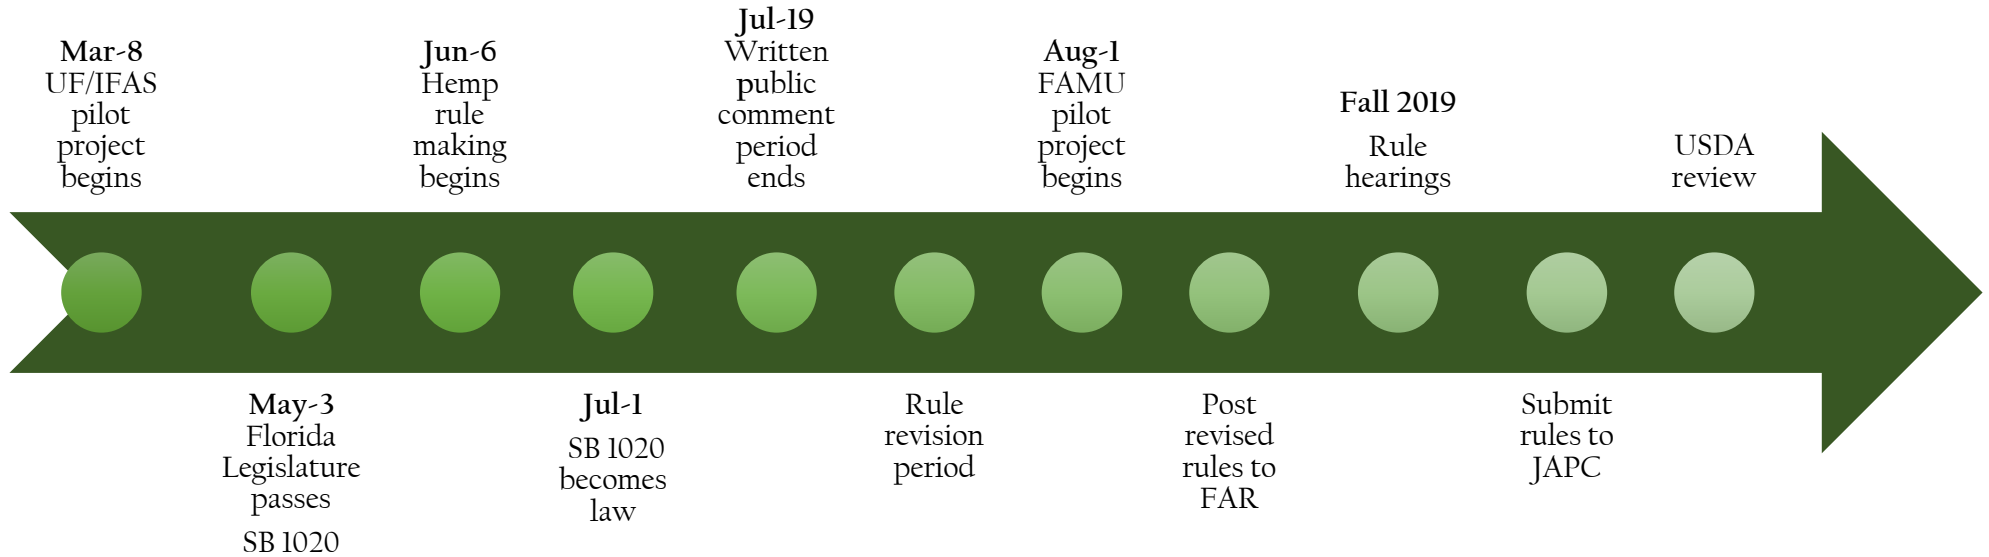 Mar-8
UF/IFAS
pilot
project
begins
May-3
Florida
Legislature
passes
SB 1020
Jun-6
Hemp
rule
making
begins
Jul-1
SB 1020
becomes
law
Jul-19
Written
public
comment
period
ends
Rule
revision
period
Aug-1
FAMU
pilot
project
begins
Post
revised
rules to
FAR
Fall 2019
Rule
hearings
Submit
rules to
JAPC
USDA
review